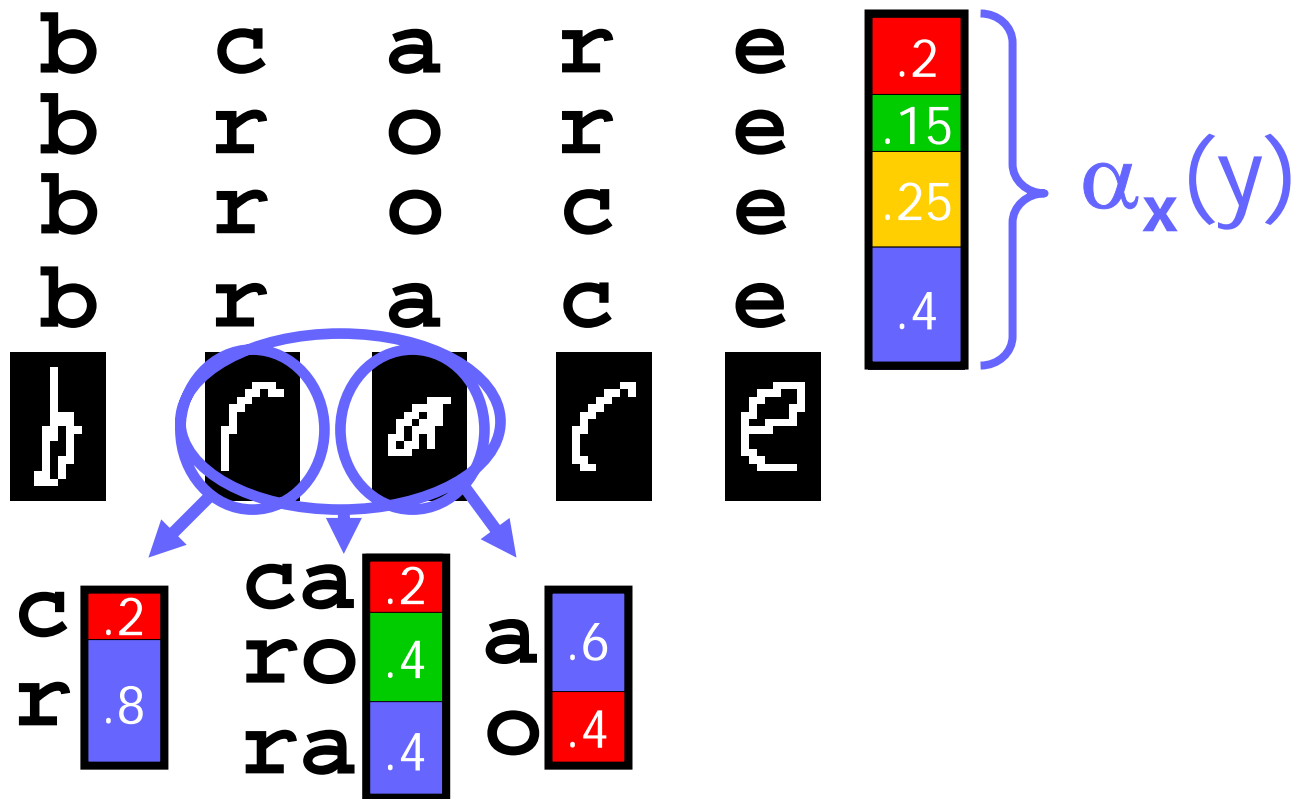 b c a r e .2
b r o r e .15
b r o c e .25
b r a c e .4
αx(y)
b r a c e
c .2
r .8
ca .2
ro .4
ra .4
a .6
o .4